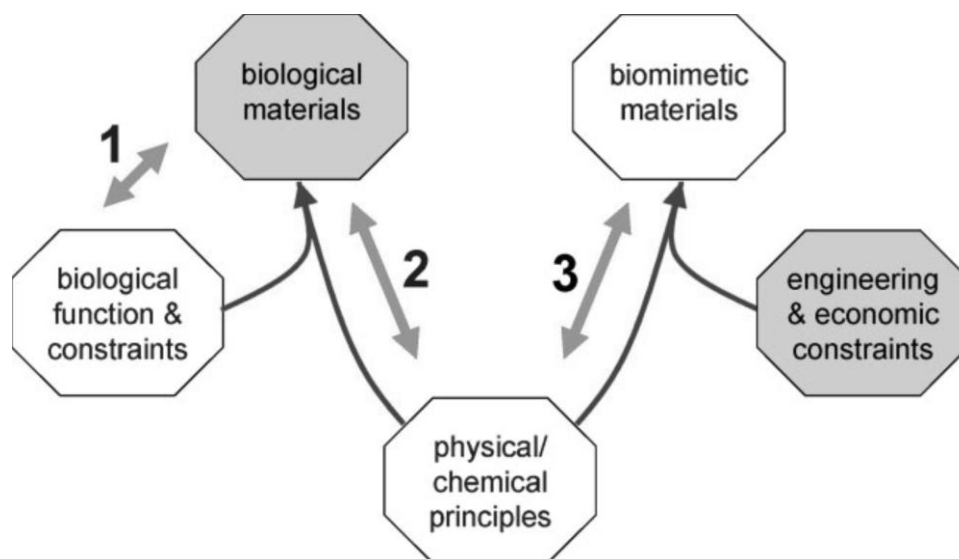 biological
materials
biomimetic
materials
1
2
3
biological
function &
constraints
engineering
& economic
constraints
physical/
chemical
principles